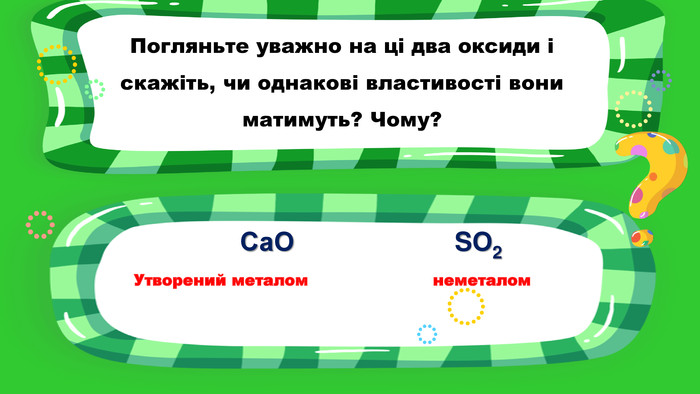 Погляньте уважно на ці два оксиди і
скажіть, чи однакові властивості вони
матимуть? Чому?
CaO SO2
Утворений металом неметалом